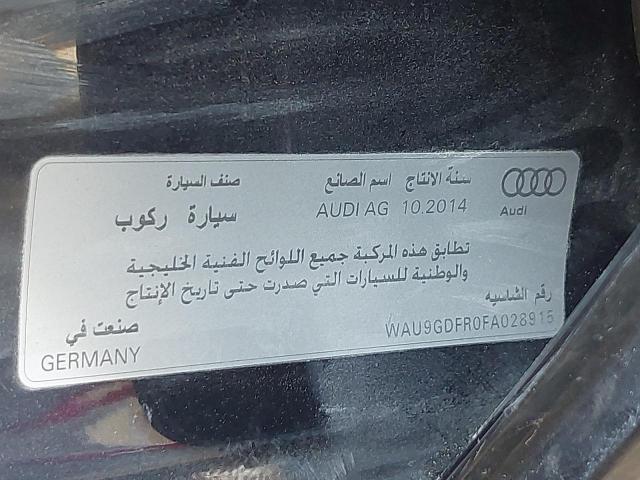 سنة الانتاج اسم الصانع صنف السيارة
Audi AUDI AG 10.2014 سيارة ركوب
تطابق هذه المركبة جميع اللوائح الفنية الخليجية
والوطنية للسيارات التي صدرت حتى تاريخ الإنتاج
رقم الشاسيه
WAU9GDFR0FA028915
صنعت في
GERMANY